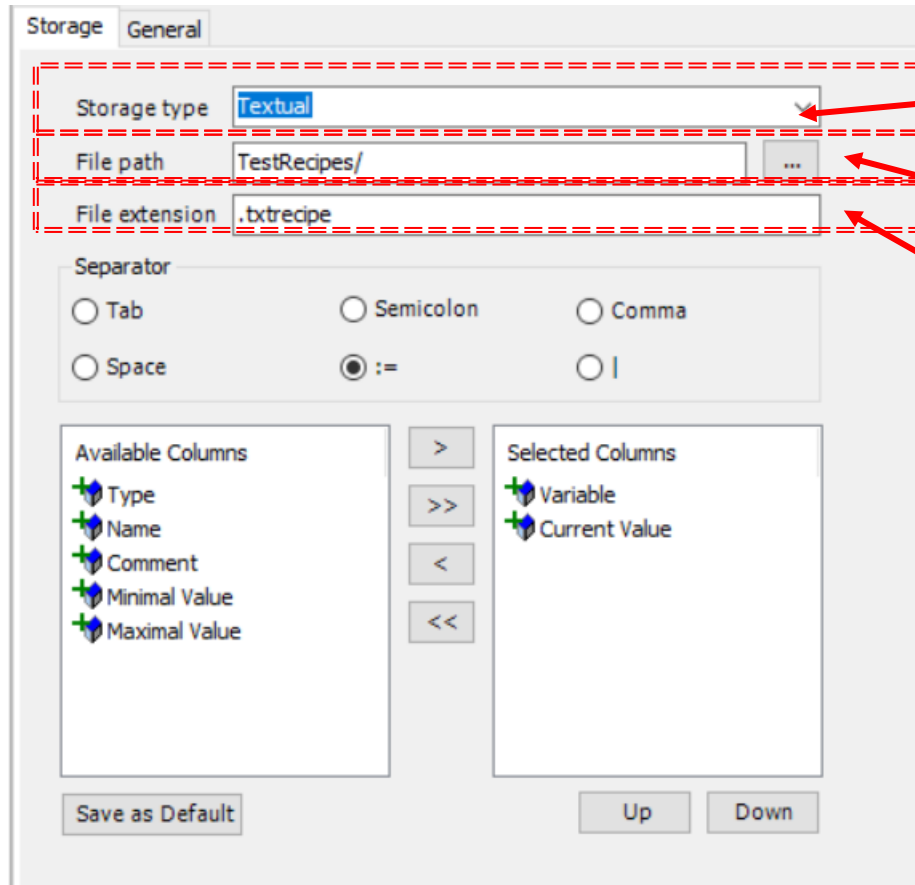 Storage General
Storage type Textual
File path TestRecipes/ ...
File extension .txtrecipe
Separator
Tab Semicolon Comma
Space := |
Available Columns > Selected Columns
Type Variable
>>
Name Current Value
Comment <
Minimal Value
Maximal Value <<
Save as Default Up Down